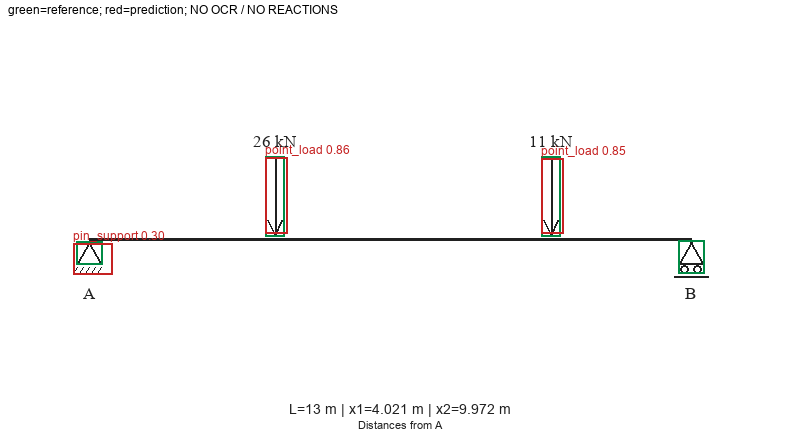 green=reference; red=prediction; NO OCR / NO REACTIONS
26 kN
11 kN
point_load 0.86
point_load 0.85
pin_support 0.30
A
B
L=13 m | x1=4.021 m | x2=9.972 m
Distances from A